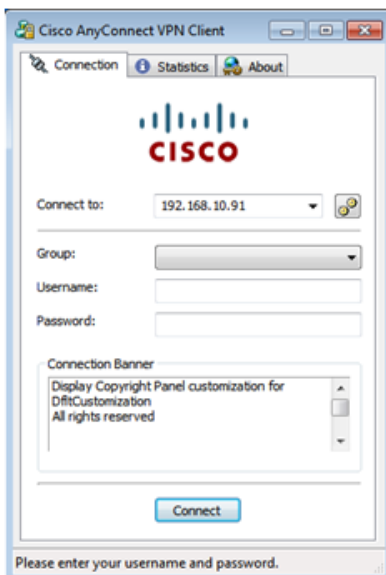 Cisco AnyConnect VPN Client
Connection
Statistics
About
CISCO
Connect to:
192.168.10.91
Group:
Username:
Password:
Connection Banner
Display Copyright Panel customization for
DfltCustomization
All rights reserved
Connect
Please enter your username and password.